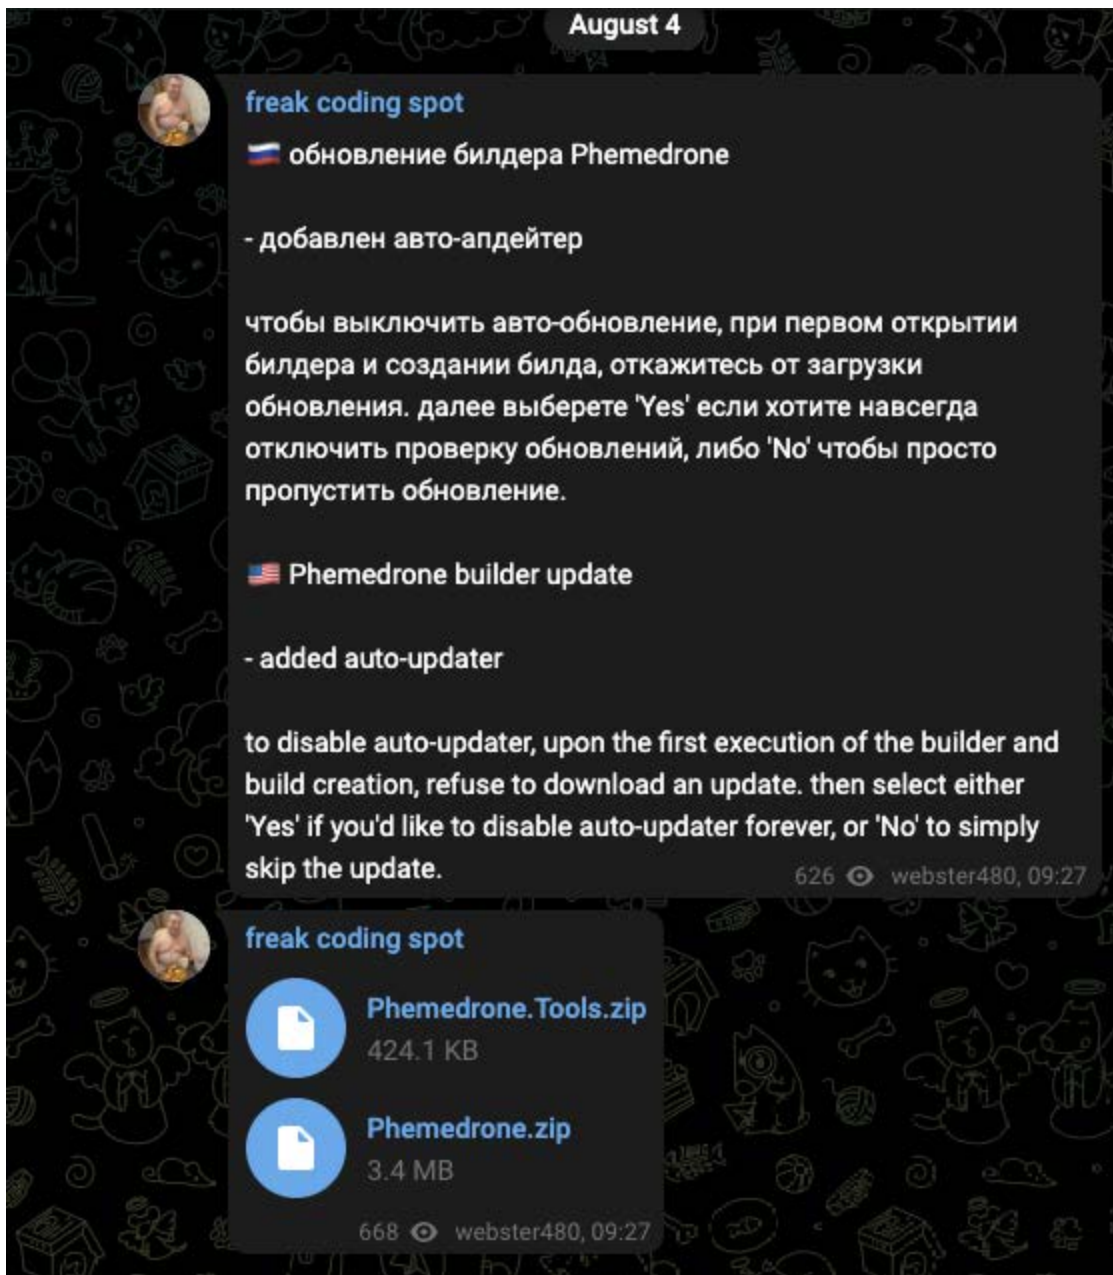 August 4
freak coding spot
🇷🇺 обновление билдера Phemedrone
- добавлен авто-апдейтер
чтобы выключить авто-обновление, при первом открытии
билдера и создании билда, откажитесь от загрузки
обновления. далее выберете 'Yes' если хотите навсегда
отключить проверку обновлений, либо 'No' чтобы просто
пропустить обновление.
🇺🇸 Phemedrone builder update
- added auto-updater
to disable auto-updater, upon the first execution of the builder and
build creation, refuse to download an update. then select either
'Yes' if you'd like to disable auto-updater forever, or 'No' to simply
skip the update.
626 webster480, 09:27
freak coding spot
Phemedrone.Tools.zip
424.1 KB
Phemedrone.zip
3.4 MB
668 webster480, 09:27